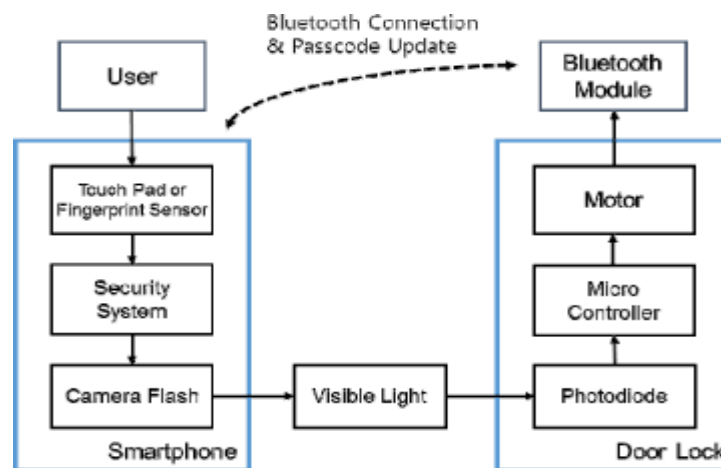 Bluetooth Connection
& Passcode Update
User
Bluetooth
Module
Touch Pad or
Fingerprint Sensor
Motor
Security
System
Micro
Controller
Camera Flash
Visible Light
Photodiode
Smartphone
Door Lock